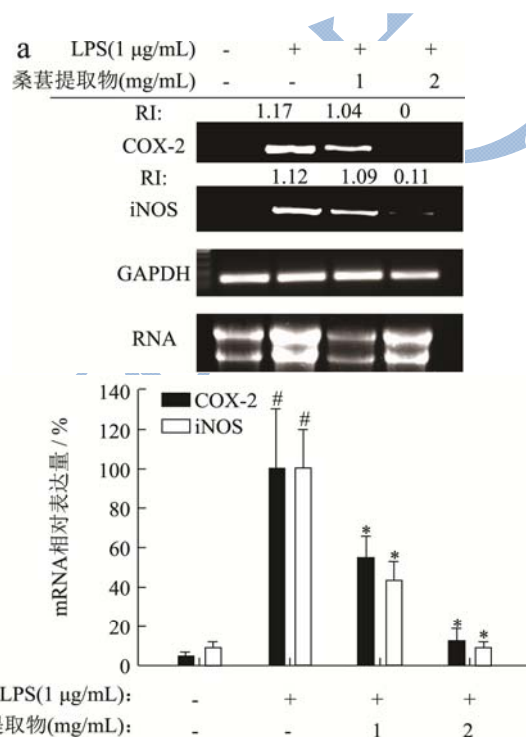 a LPS(1 μg/mL) - + + +
桑葚提取物(mg/mL) - - 1 2
RI: 1.17 1.04 0
COX-2
RI: 1.12 1.09 0.11
iNOS
GAPDH
RNA
140
120
100
80
60
40
20
0
mRNA相对表达量 / %
COX-2
iNOS
# #
* *
* *
LPS(1 μg/mL): - + + +
提取物(mg/mL): - - 1 2